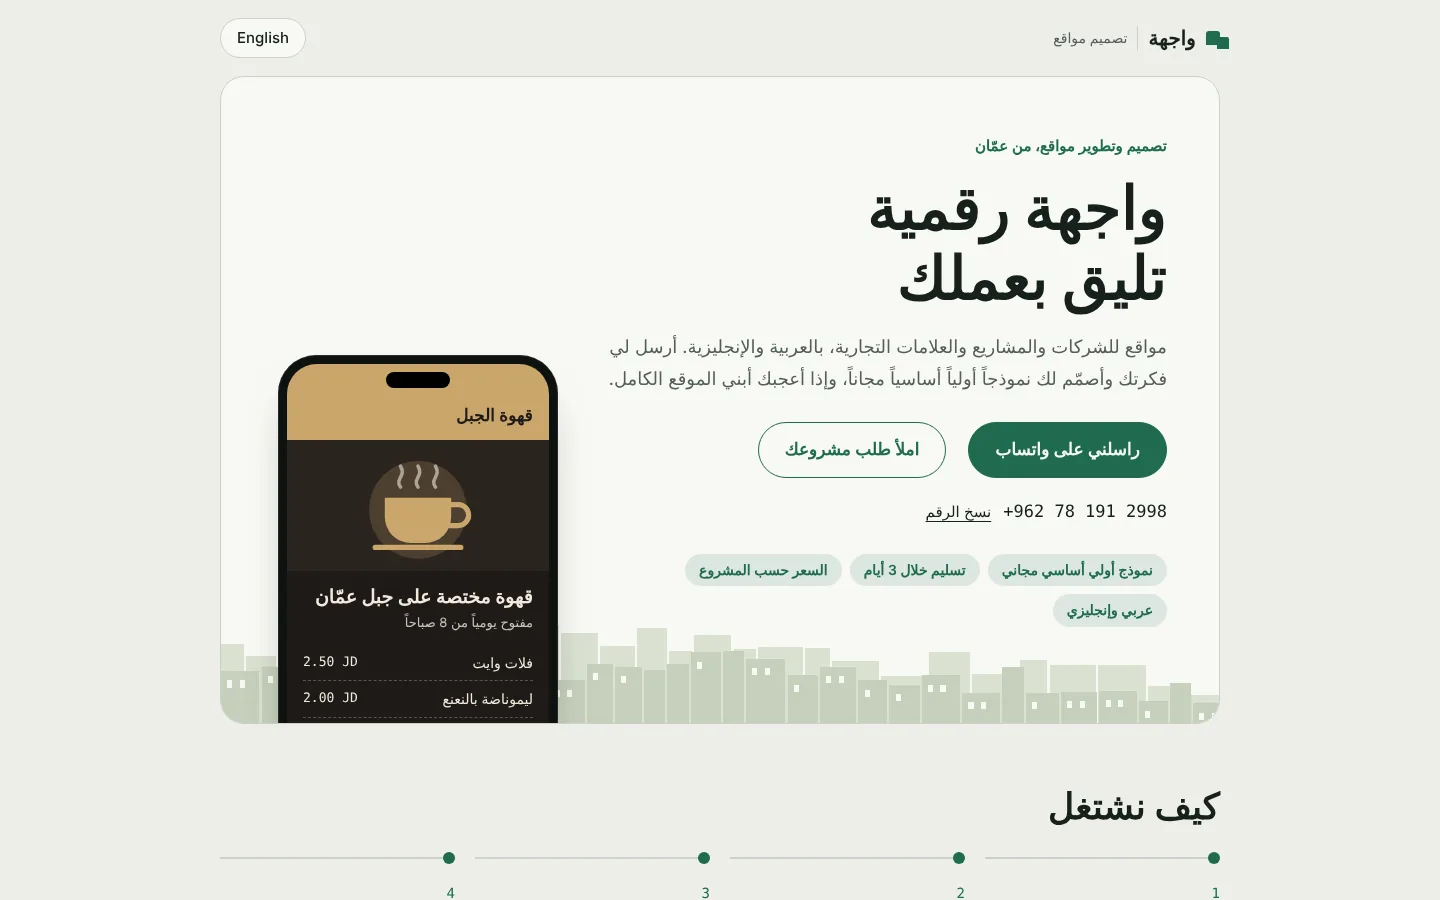 واجهة
تصميم مواقع
English
تصميم وتطوير مواقع، من عمّان
واجهة رقمية
تليق بعملك
مواقع للشركات والمشاريع والعلامات التجارية، بالعربية والإنجليزية. أرسل لي
فكرتك وأصمّم لك نموذجاً أولياً أساسياً مجاناً، وإذا أعجبك أبني الموقع الكامل.
راسلني على واتساب
املأ طلب مشروعك
+962 78 191 2998
نسخ الرقم
نموذج أولي أساسي مجاني
تسليم خلال 3 أيام
السعر حسب المشروع
عربي وإنجليزي
قهوة الجبل
قهوة مختصة على جبل عمّان
مفتوح يومياً من 8 صباحاً
فلات وايت 2.50 JD
ليموناضة بالنعنع 2.00 JD
كيف نشتغل
1
2
3
4